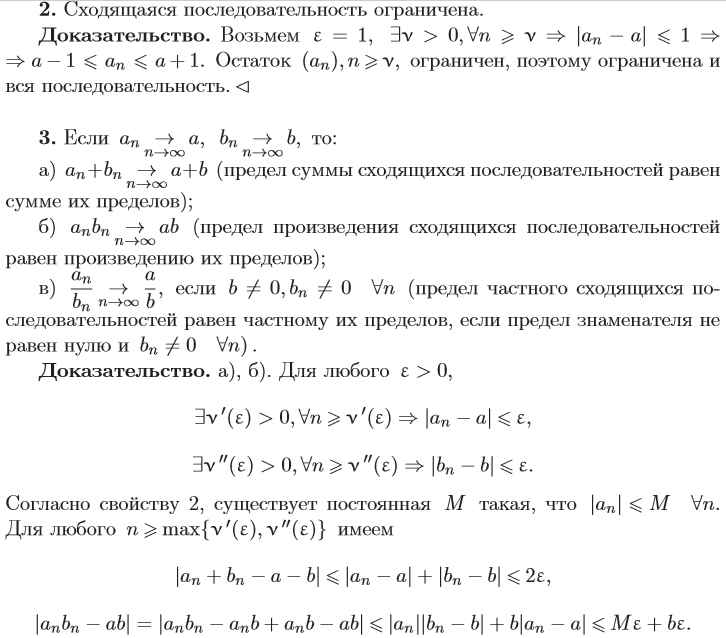 2. Сходящаяся последовательность ограничена.
Доказательство. Возьмем ε = 1, ∃ν > 0, ∀n ⩾ ν ⇒ |aₙ − a| ⩽ 1 ⇒
⇒ a − 1 ⩽ aₙ ⩽ a + 1. Остаток (aₙ), n ⩾ ν, ограничен, поэтому ограничена и
вся последовательность. ◁
3. Если aₙ →_{n→∞} a, bₙ →_{n→∞} b, то:
а) aₙ+bₙ →_{n→∞} a+b (предел суммы сходящихся последовательностей равен
сумме их пределов);
б) aₙbₙ →_{n→∞} ab (предел произведения сходящихся последовательностей
равен произведению их пределов);
в) aₙ/bₙ →_{n→∞} a/b, если b ≠ 0, bₙ ≠ 0 ∀n (предел частного сходящихся по-
следовательностей равен частному их пределов, если предел знаменателя не
равен нулю и bₙ ≠ 0 ∀n).
Доказательство. а), б). Для любого ε > 0,
∃ν′(ε) > 0, ∀n ⩾ ν′(ε) ⇒ |aₙ − a| ⩽ ε,
∃ν″(ε) > 0, ∀n ⩾ ν″(ε) ⇒ |bₙ − b| ⩽ ε.
Согласно свойству 2, существует постоянная M такая, что |aₙ| ⩽ M ∀n.
Для любого n ⩾ max{ν′(ε), ν″(ε)} имеем
|aₙ + bₙ − a − b| ⩽ |aₙ − a| + |bₙ − b| ⩽ 2ε,
|aₙbₙ − ab| = |aₙbₙ − aₙb + aₙb − ab| ⩽ |aₙ||bₙ − b| + b|aₙ − a| ⩽ Mε + bε.